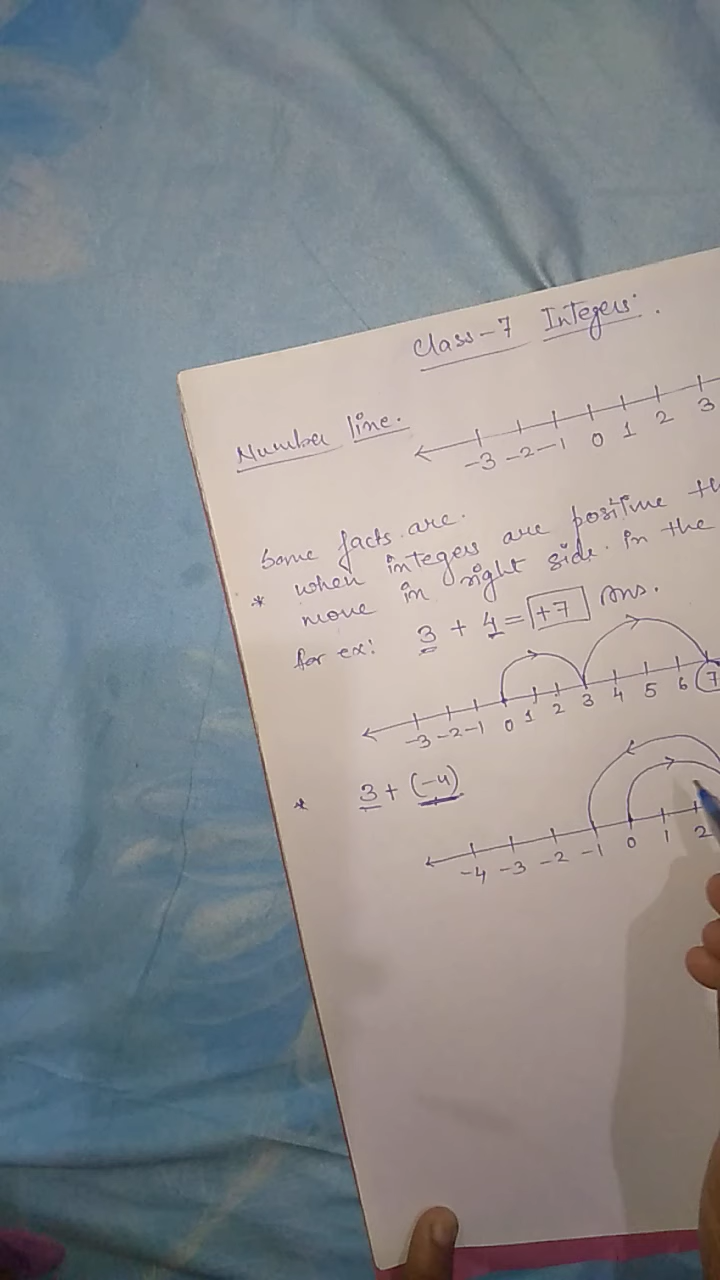 Class-7 Integers.
Number line.
-3 -2 -1 0 1 2 3
Some facts are.
* when integers are positive
move in right side. in the
for ex: 3 + 4 = +7 Ans.
-3 -2 -1 0 1 2 3 4 5 6 7
* 3 + (-4)
-4 -3 -2 -1 0 1 2